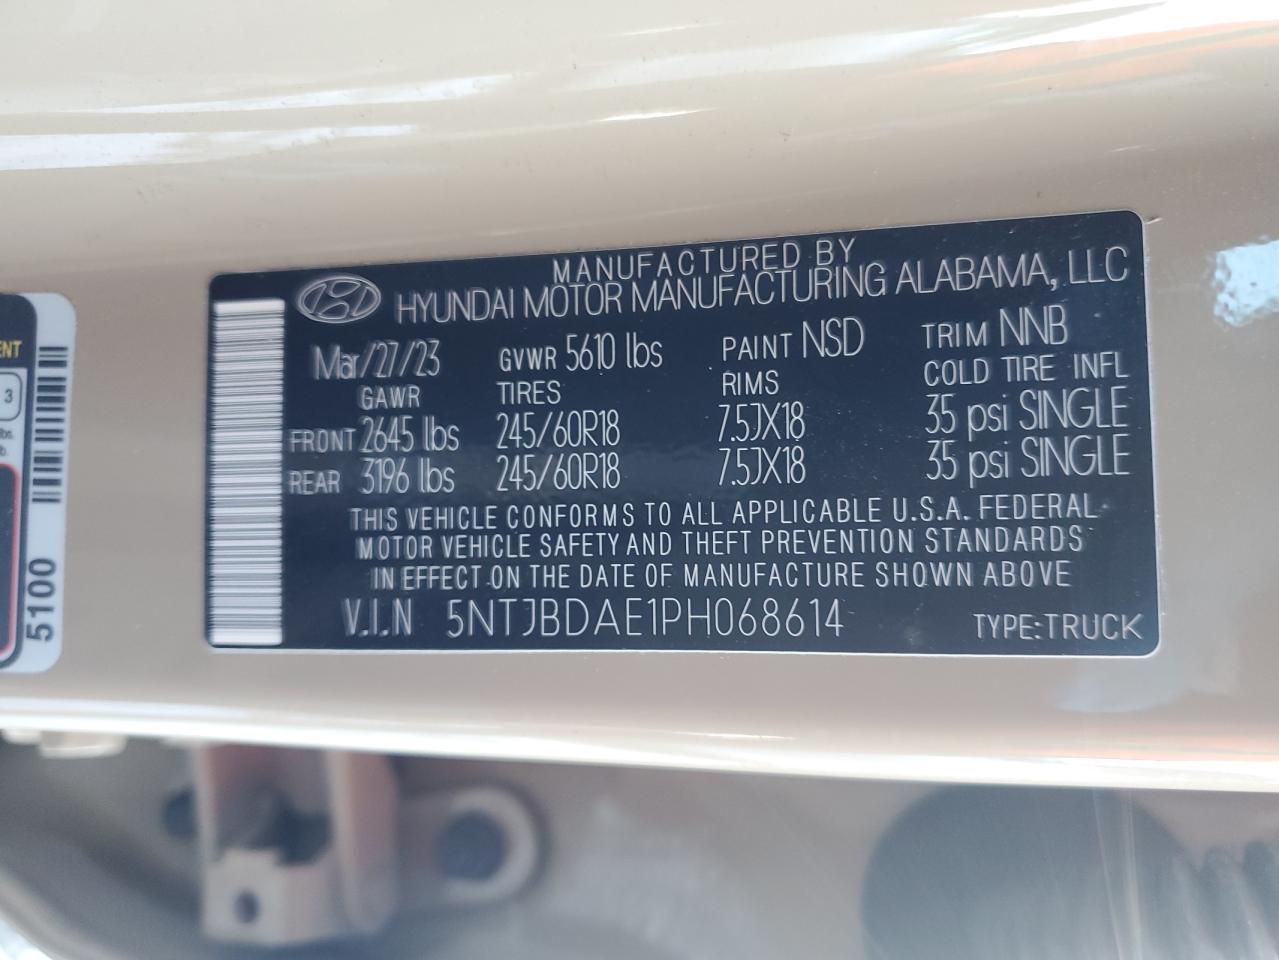 MANUFACTURED BY
HYUNDAI MOTOR MANUFACTURING ALABAMA, LLC
Mar/27/23 GVWR 5610 lbs PAINT NSD TRIM NNB
GAWR TIRES RIMS COLD TIRE INFL
FRONT 2645 lbs 245/60R18 7.5JX18 35 psi SINGLE
REAR 3196 lbs 245/60R18 7.5JX18 35 psi SINGLE
THIS VEHICLE CONFORMS TO ALL APPLICABLE U.S.A. FEDERAL
MOTOR VEHICLE SAFETY AND THEFT PREVENTION STANDARDS
IN EFFECT ON THE DATE OF MANUFACTURE SHOWN ABOVE
V.I.N 5NTJBDAE1PH068614 TYPE:TRUCK
3
5100